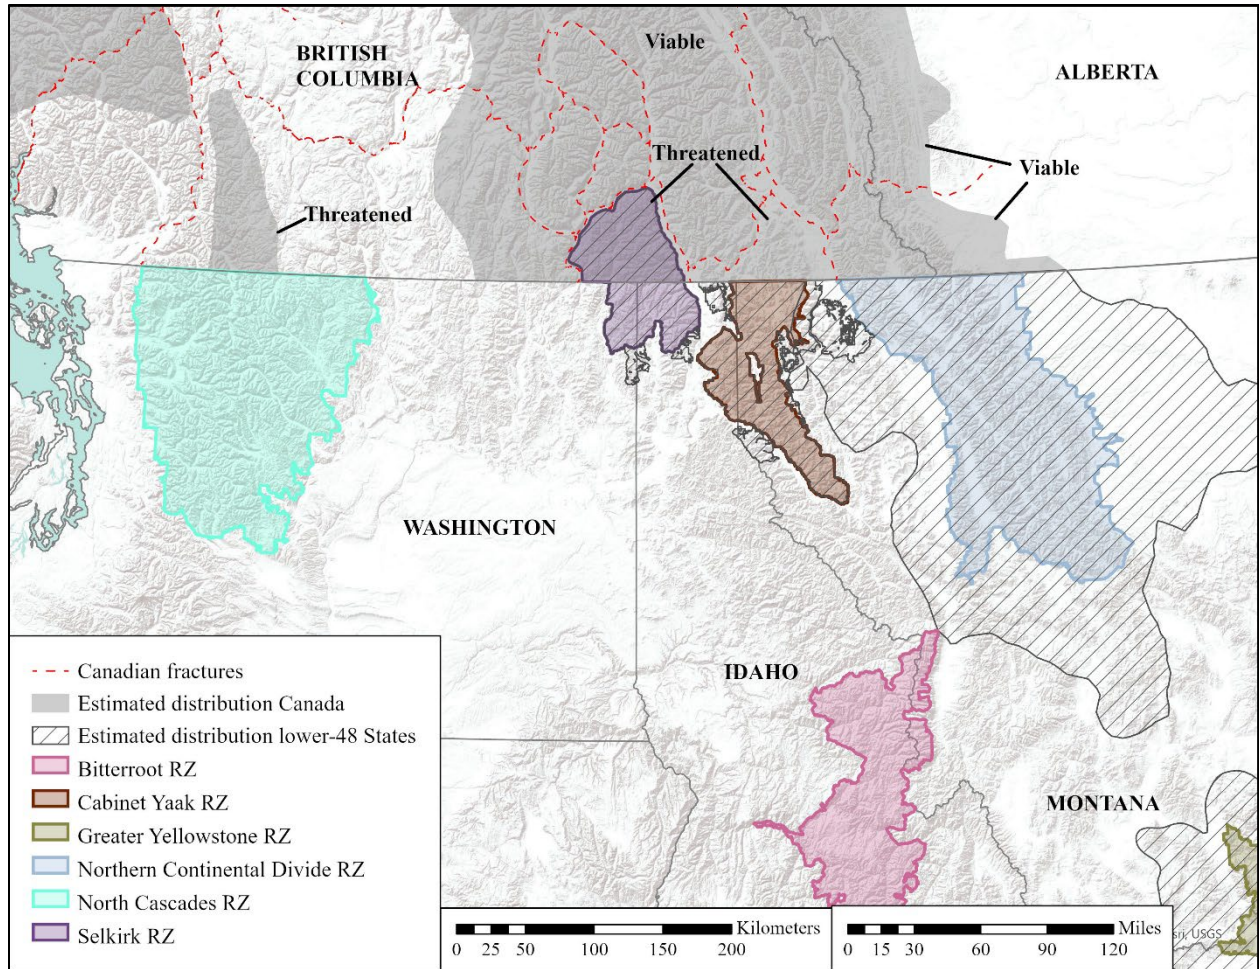 BRITISH
COLUMBIA
Viable
ALBERTA
Threatened
Viable
Threatened
WASHINGTON
IDAHO
MONTANA
Canadian fractures
Estimated distribution Canada
Estimated distribution lower-48 States
Bitterroot RZ
Cabinet Yaak RZ
Greater Yellowstone RZ
Northern Continental Divide RZ
North Cascades RZ
Selkirk RZ
Kilometers
0 25 50 100 150 200
Miles
0 15 30 60 90 120
USGS